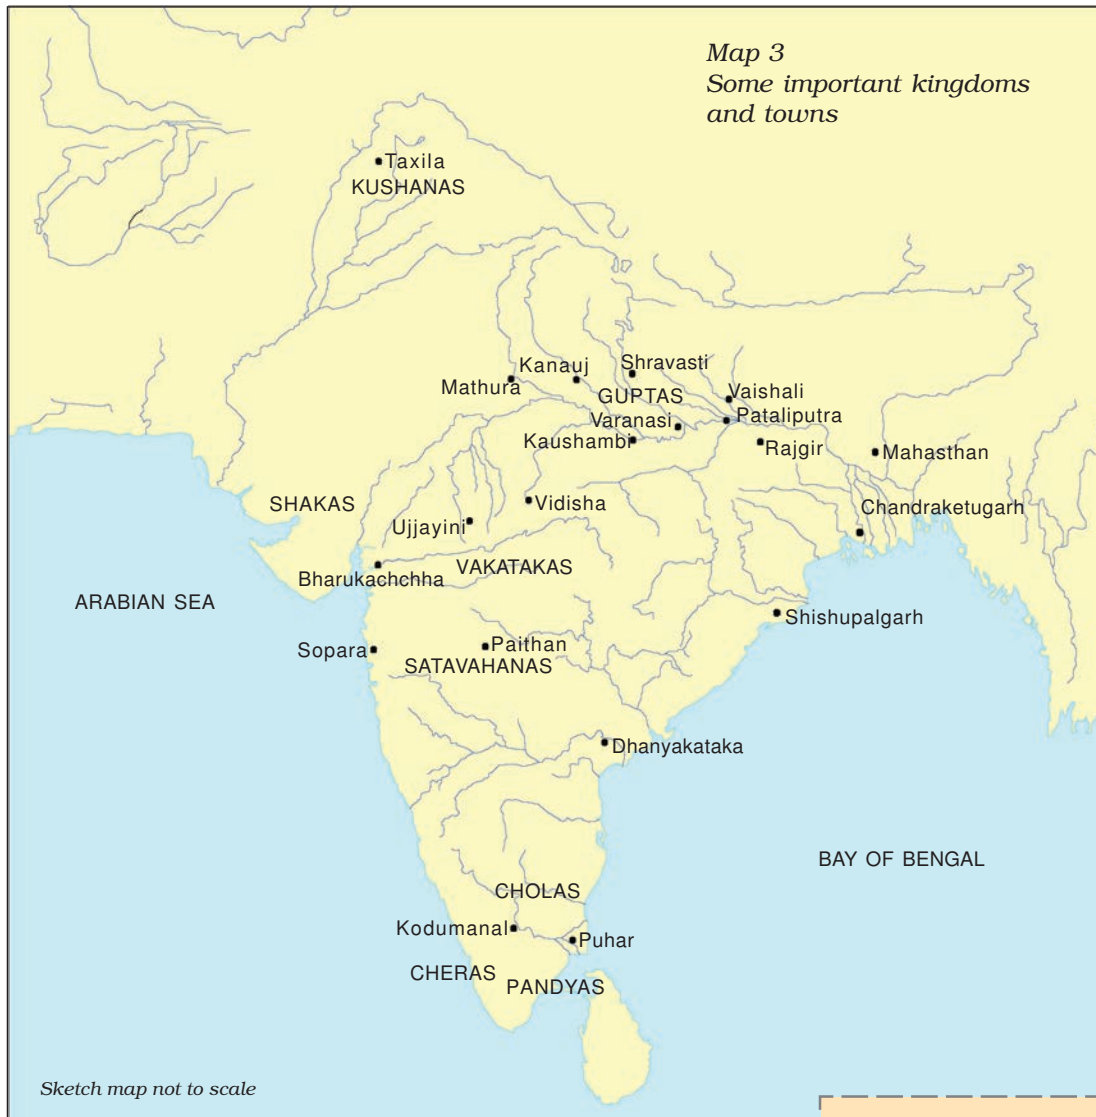 Map 3
Some important kingdoms
and towns
Taxila
KUSHANAS
Shravasti
Kanauj
Mathura
GUPTAS
Vaishali
Varanasi
Pataliputra
Kaushambi
Rajgir
Mahasthan
SHAKAS
Vidisha
Chandraketugarh
Ujjayini
VAKATAKAS
Bharukachchha
ARABIAN SEA
Shishupalgarh
Sopara
Paithan
SATAVAHANAS
Dhanyakataka
BAY OF BENGAL
CHOLAS
Kodumanal
Puhar
CHERAS
PANDYAS
Sketch map not to scale